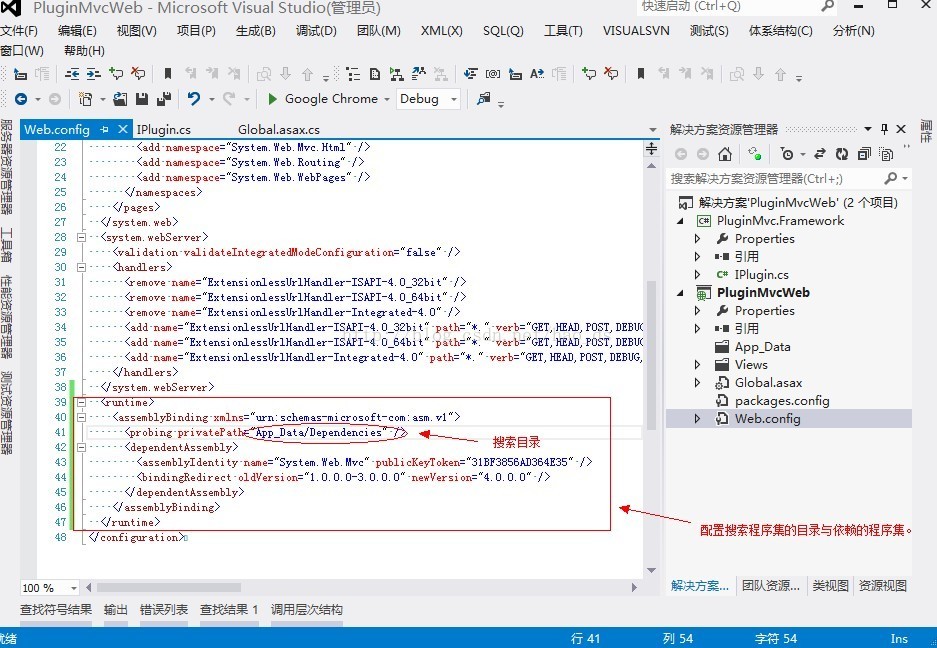 PluginMvcWeb - Microsoft Visual Studio(管理员)
快速启动 (Ctrl+Q)
文件(F) 编辑(E) 视图(V) 项目(P) 生成(B) 调试(D) 团队(M) XML(X) SQL(Q) 工具(T) VISUALSVN 测试(S) 体系结构(C) 分析(N)
窗口(W) 帮助(H)
Google Chrome Debug
服务器资源管理器
工具箱
性能资源管理器
测试资源管理器
Web.config IPlugin.cs Global.asax.cs
22 <add namespace="System.Web.Mvc.Html" />
23 <add namespace="System.Web.Routing" />
24 <add namespace="System.Web.WebPages" />
25 </namespaces>
26 </pages>
27 </system.web>
28 <system.webServer>
29 <validation validateIntegratedModeConfiguration="false" />
30 <handlers>
31 <remove name="ExtensionlessUrlHandler-ISAPI-4.0_32bit" />
32 <remove name="ExtensionlessUrlHandler-ISAPI-4.0_64bit" />
33 <remove name="ExtensionlessUrlHandler-Integrated-4.0" />
34 <add name="ExtensionlessUrlHandler-ISAPI-4.0_32bit" path="*." verb="GET,HEAD,POST,DEBUG
35 <add name="ExtensionlessUrlHandler-ISAPI-4.0_64bit" path="*." verb="GET,HEAD,POST,DEBUG
36 <add name="ExtensionlessUrlHandler-Integrated-4.0" path="*." verb="GET,HEAD,POST,DEBUG,
37 </handlers>
38 </system.webServer>
39 <runtime>
40 <assemblyBinding xmlns="urn:schemas-microsoft-com:asm.v1">
41 <probing privatePath="App_Data/Dependencies" />
搜索目录
42 <dependentAssembly>
43 <assemblyIdentity name="System.Web.Mvc" publicKeyToken="31BF3856AD364E35" />
44 <bindingRedirect oldVersion="1.0.0.0-3.0.0.0" newVersion="4.0.0.0" />
45 </dependentAssembly>
46 </assemblyBinding>
47 </runtime>
48 </configuration>
配置搜索程序集的目录与依赖的程序集。
100 %
解决方案资源管理器
搜索解决方案资源管理器(Ctrl+;)
解决方案'PluginMvcWeb' (2 个项目)
PluginMvc.Framework
Properties
引用
IPlugin.cs
PluginMvcWeb
Properties
引用
App_Data
Views
Global.asax
packages.config
Web.config
解决方案... 团队资源... 类视图 资源视图
属性
查找符号结果 输出 错误列表 查找结果 1 调用层次结构
就绪 行 41 列 54 字符 54 Ins